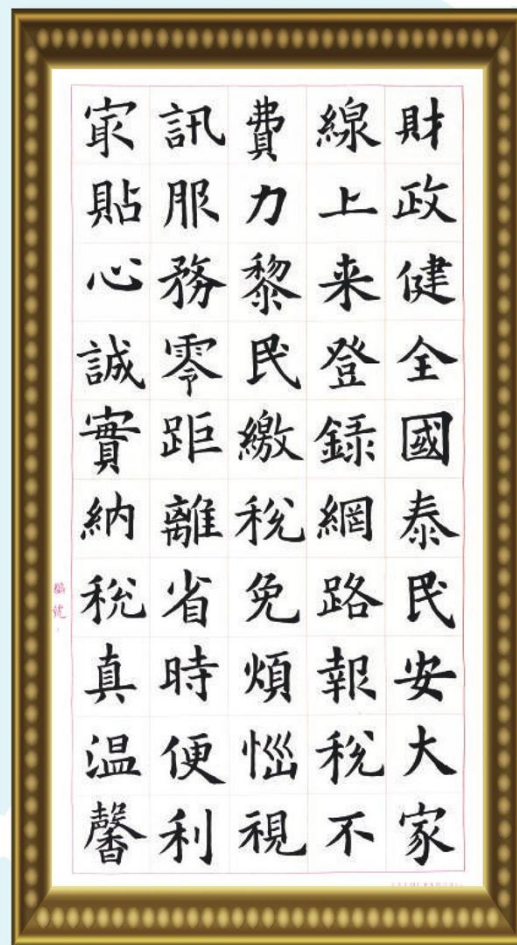 財政健全國泰民安大家
線上来登錄網路報稅不
費力黎民繳稅免煩惱視
訊服務零距離省時便利
㝡貼心誠實納稅真温馨